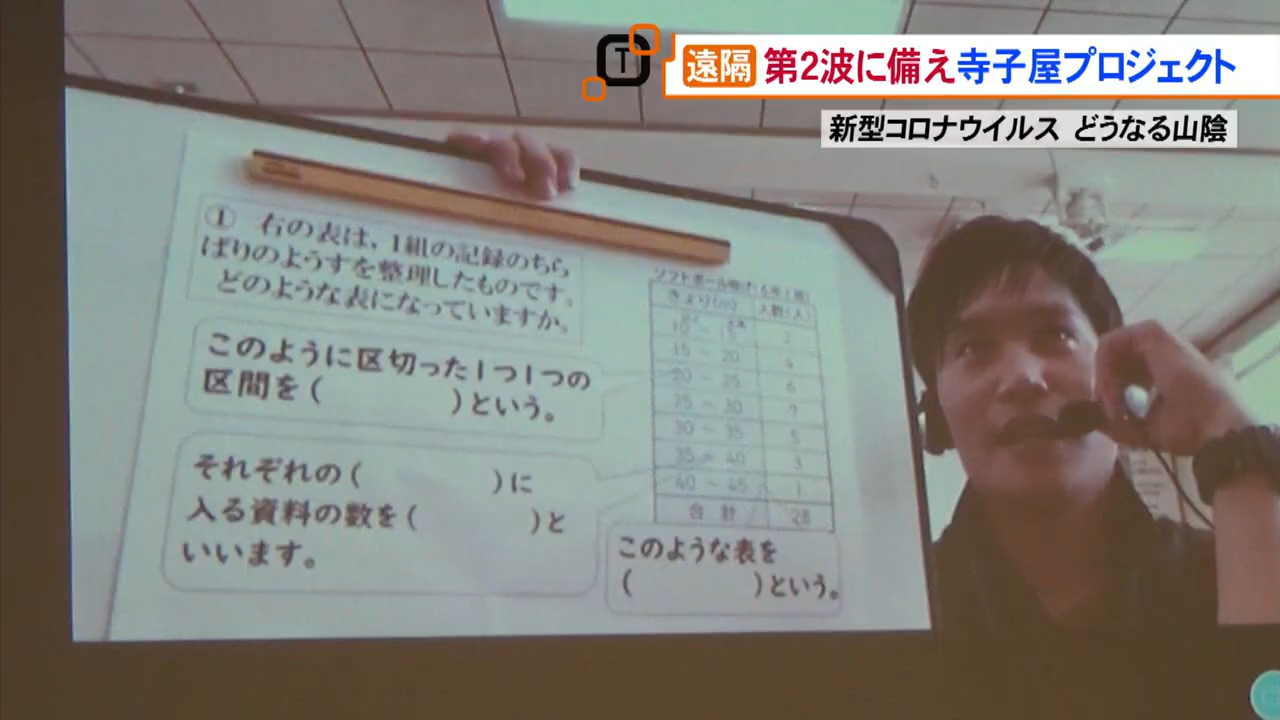 T
遠隔 第2波に備え寺子屋プロジェクト
新型コロナウイルス どうなる山陰
① 右の表は、1組の記録のちら
ばりのようすを整理したものです。
どのような表になっていますか。
このように区切った1つ1つの
区間を( )という。
それぞれの( )に
入る資料の数を( )と
いいます。
ソフトボール投げ(6年1組)
きょり(m) 人数(人)
10 ~ 15 2
15 ~ 20 4
20 ~ 25 6
25 ~ 30 7
30 ~ 35 5
35 ~ 40 3
40 ~ 45 1
合計 28
このような表を
( )という。